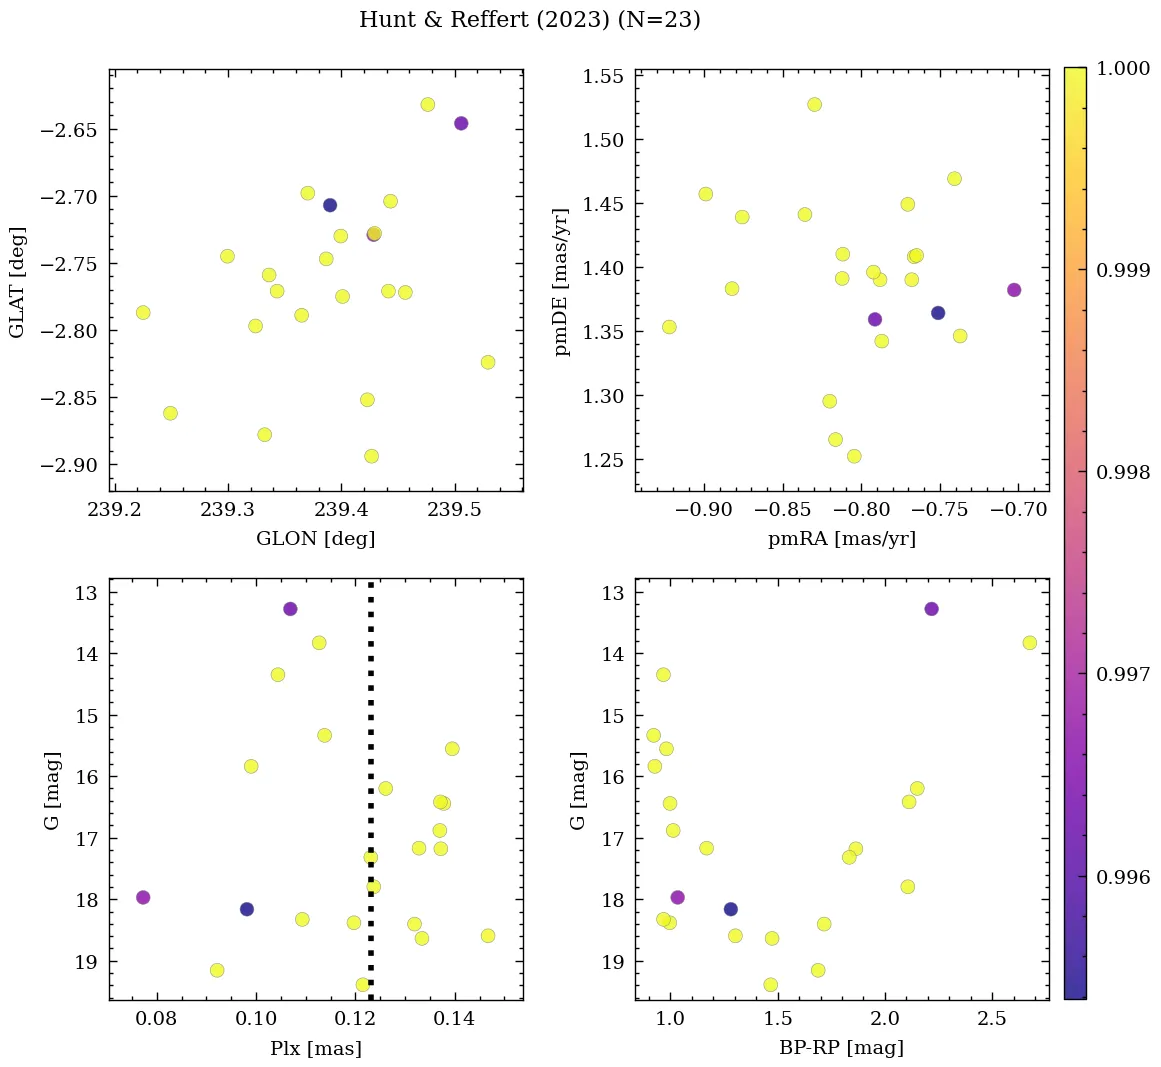 Hunt & Reffert (2023) (N=23)
−2.65
−2.70
−2.75
−2.80
−2.85
−2.90
GLAT [deg]
239.2 239.3 239.4 239.5
GLON [deg]
1.55
1.50
1.45
1.40
1.35
1.30
1.25
pmDE [mas/yr]
−0.90 −0.85 −0.80 −0.75 −0.70
pmRA [mas/yr]
13
14
15
16
17
18
19
G [mag]
0.08 0.10 0.12 0.14
Plx [mas]
13
14
15
16
17
18
19
G [mag]
1.0 1.5 2.0 2.5
BP-RP [mag]
1.000
0.999
0.998
0.997
0.996